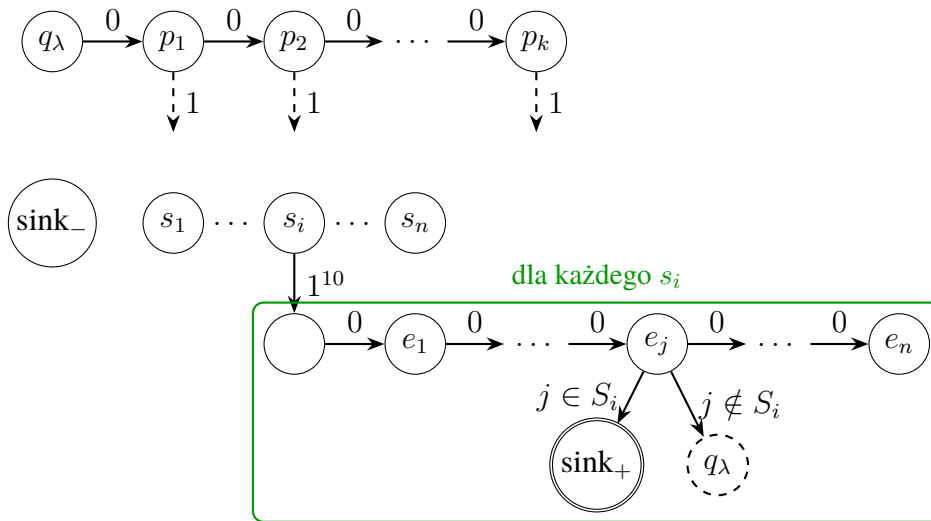 0 0 0 0
q_λ p_1 p_2 ··· p_k
1 1 1
sink_− s_1 ··· s_i ··· s_n
1^{10}
dla każdego s_i
0 0 0 0 0
e_1 ··· e_j ··· e_n
j ∈ S_i j ∉ S_i
sink_+ q_λ